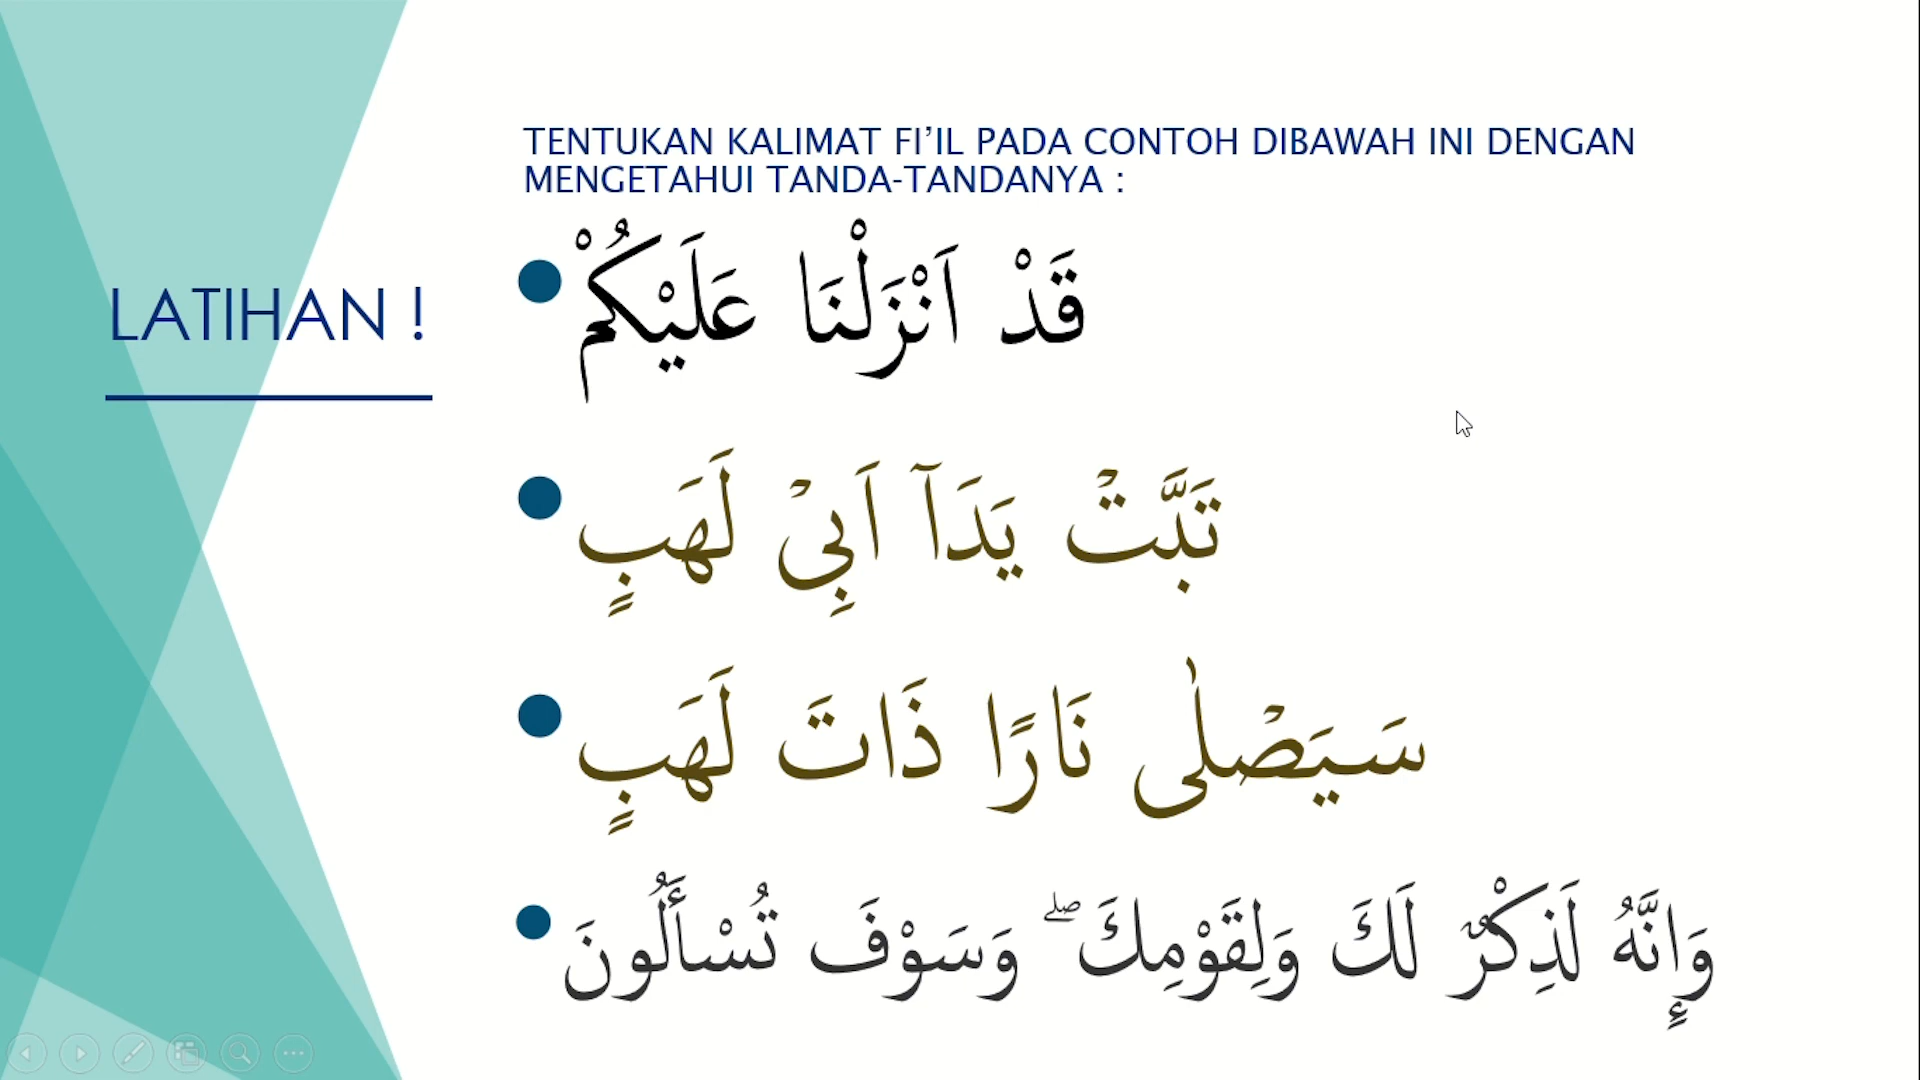 TENTUKAN KALIMAT FI’IL PADA CONTOH DIBAWAH INI DENGAN
MENGETAHUI TANDA-TANDANYA :
LATIHAN !
قَدْ اَنْزَلْنَا عَلَيْكُمْ
تَبَّتْ يَدَآ اَبِيْ لَهَبٍ
سَيَصْلٰى نَارًا ذَاتَ لَهَبٍ
وَإِنَّهُ لَذِكْرٌ لَكَ وَلِقَوْمِكَ ۖ وَسَوْفَ تُسْأَلُونَ